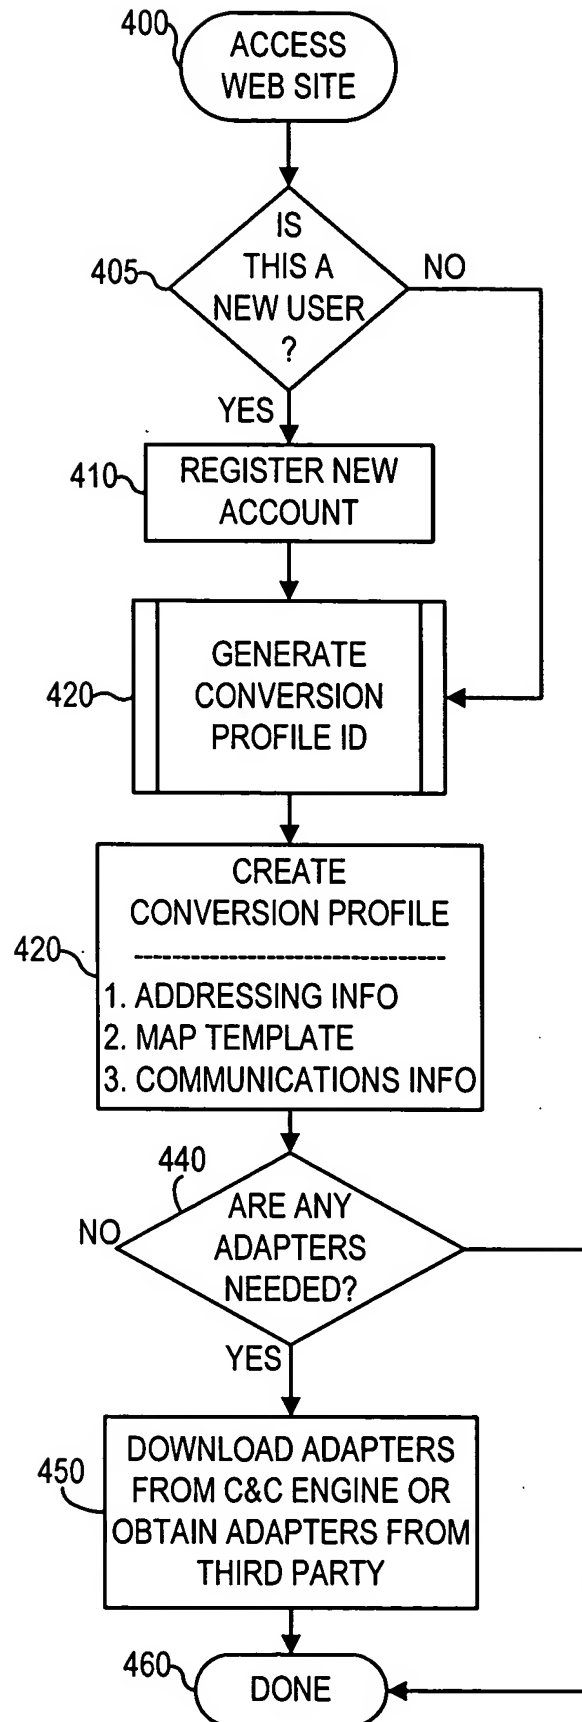 400
ACCESS
WEB SITE
IS
THIS A
NEW USER
?
405
NO
YES
410
REGISTER NEW
ACCOUNT
420
GENERATE
CONVERSION
PROFILE ID
420
CREATE
CONVERSION PROFILE
------------------------------
1. ADDRESSING INFO
2. MAP TEMPLATE
3. COMMUNICATIONS INFO
440
NO
ARE ANY
ADAPTERS
NEEDED?
YES
450
DOWNLOAD ADAPTERS
FROM C&C ENGINE OR
OBTAIN ADAPTERS FROM
THIRD PARTY
460
DONE